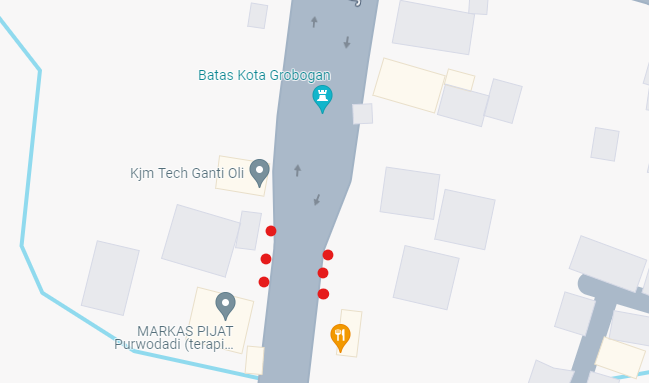 Batas Kota Grobogan
Kjm Tech Ganti Oli
MARKAS PIJAT
Purwodadi (terapi...